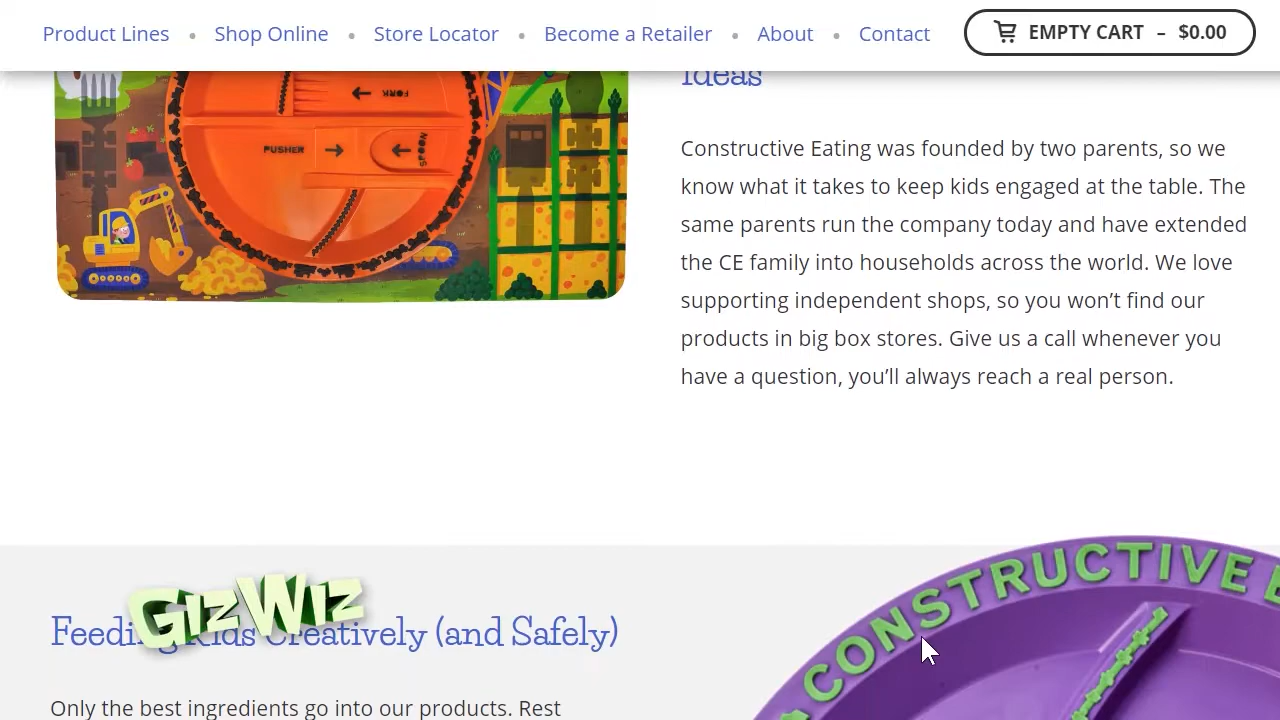 Product Lines • Shop Online • Store Locator • Become a Retailer • About • Contact
EMPTY CART – $0.00
Ideas
FORK
PUSHER
SPOON
Constructive Eating was founded by two parents, so we
know what it takes to keep kids engaged at the table. The
same parents run the company today and have extended
the CE family into households across the world. We love
supporting independent shops, so you won’t find our
products in big box stores. Give us a call whenever you
have a question, you’ll always reach a real person.
GIZWIZ
Feeding Kids Creatively (and Safely)
CONSTRUCTIVE E
Only the best ingredients go into our products. Rest